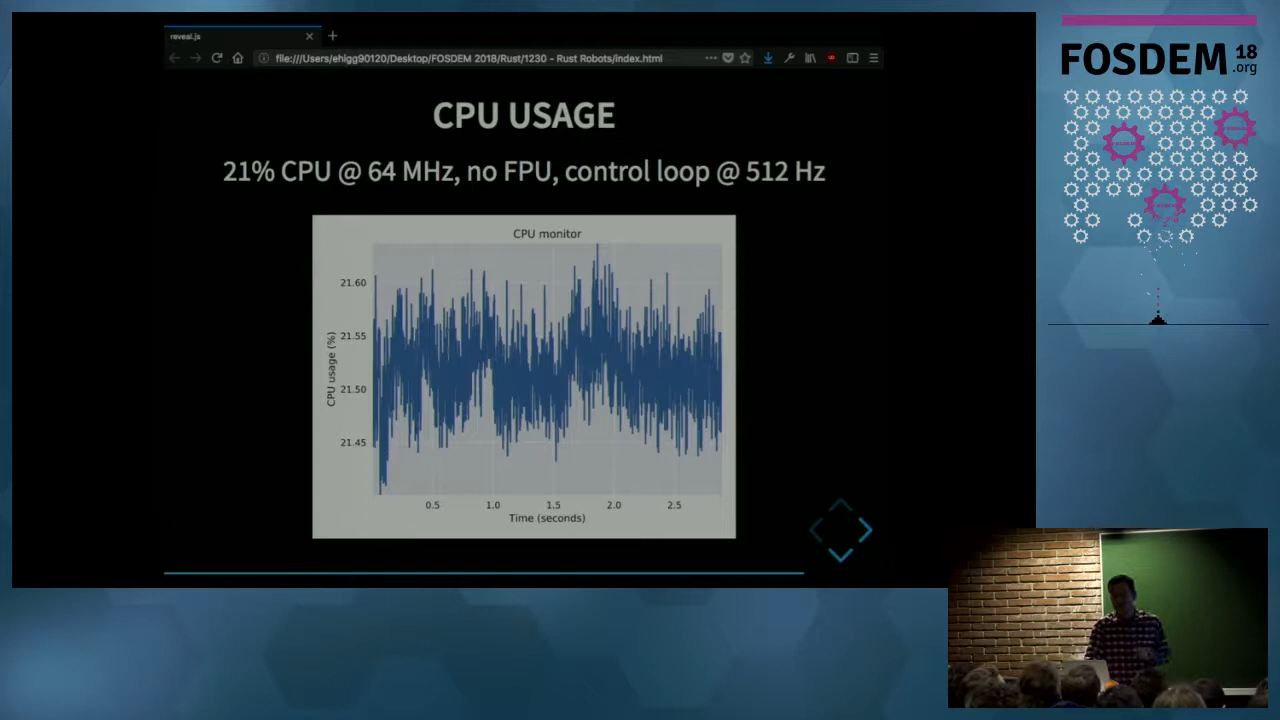 reveal.js
file:///Users/ehigg90120/Desktop/FOSDEM 2018/Rust/1230 - Rust Robots/index.html
CPU USAGE
21% CPU @ 64 MHz, no FPU, control loop @ 512 Hz
CPU monitor
21.60
21.55
21.50
21.45
CPU usage (%)
0.5 1.0 1.5 2.0 2.5
Time (seconds)
FOSDEM 18
.org